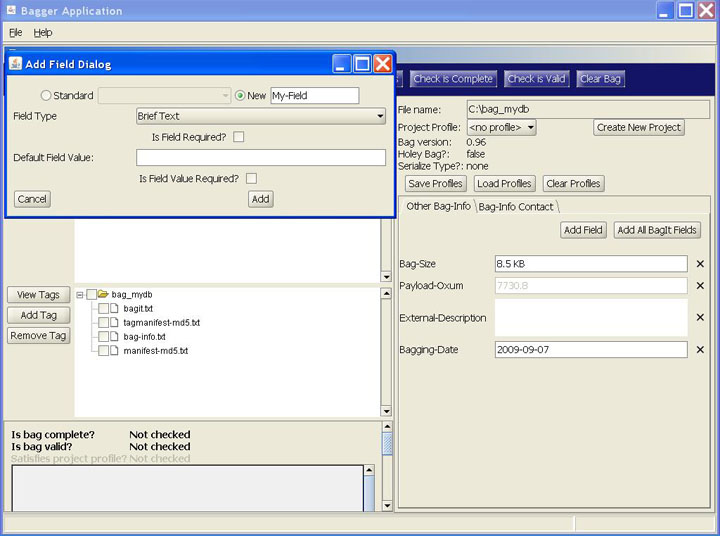 Bagger Application
File Help
Add Field Dialog
Standard New My-Field
Field Type Brief Text
Is Field Required?
Default Field Value:
Is Field Value Required?
Cancel Add
Check is Complete Check is Valid Clear Bag
File name: C:\bag_mydb
Project Profile: <no profile> Create New Project
Bag version: 0.96
Holey Bag?: false
Serialize Type?: none
Save Profiles Load Profiles Clear Profiles
Other Bag-Info Bag-Info Contact
Add Field Add All BagIt Fields
Bag-Size 8.5 KB
Payload-Oxum 7730.8
External-Description
Bagging-Date 2009-09-07
View Tags
Add Tag
Remove Tag
bag_mydb
bagit.txt
tagmanifest-md5.txt
bag-info.txt
manifest-md5.txt
Is bag complete? Not checked
Is bag valid? Not checked
Satisfies project profile? Not checked